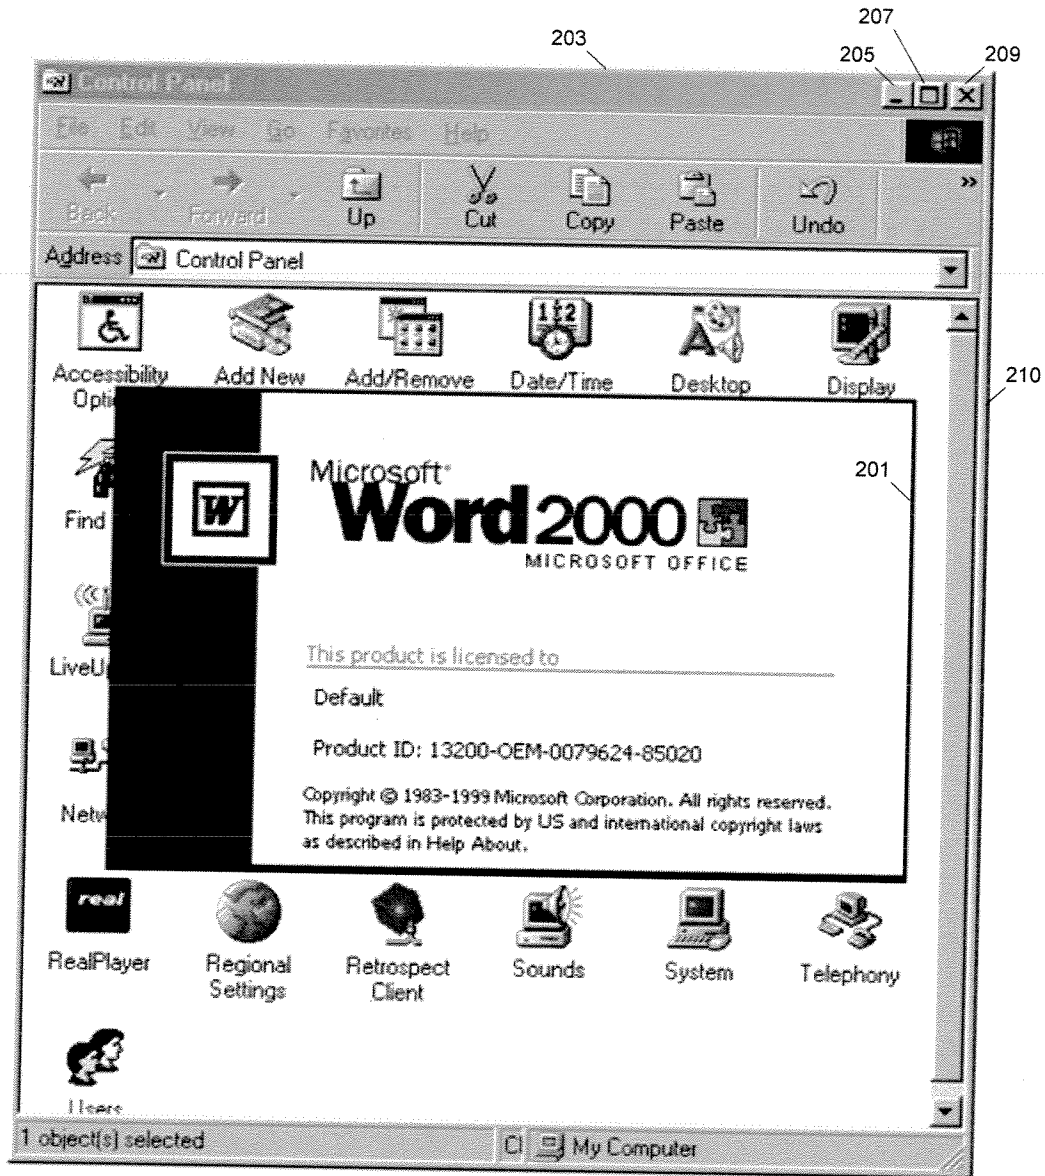 207
203
205
209
Control Panel
File Edit View Go Favorites Help
Back Forward Up Cut Copy Paste Undo »
Address Control Panel
Accessibility Opti
Add New
Add/Remove
Date/Time
Desktop
Display
210
Microsoft
Word 2000
MICROSOFT OFFICE
W
201
Find
LiveU
This product is licensed to
Default
Product ID: 13200-OEM-0079624-85020
Netw
Copyright © 1983-1999 Microsoft Corporation. All rights reserved.
This program is protected by US and international copyright laws
as described in Help About.
real
RealPlayer
Regional
Settings
Retrospect
Client
Sounds
System
Telephony
Users
1 object(s) selected
My Computer